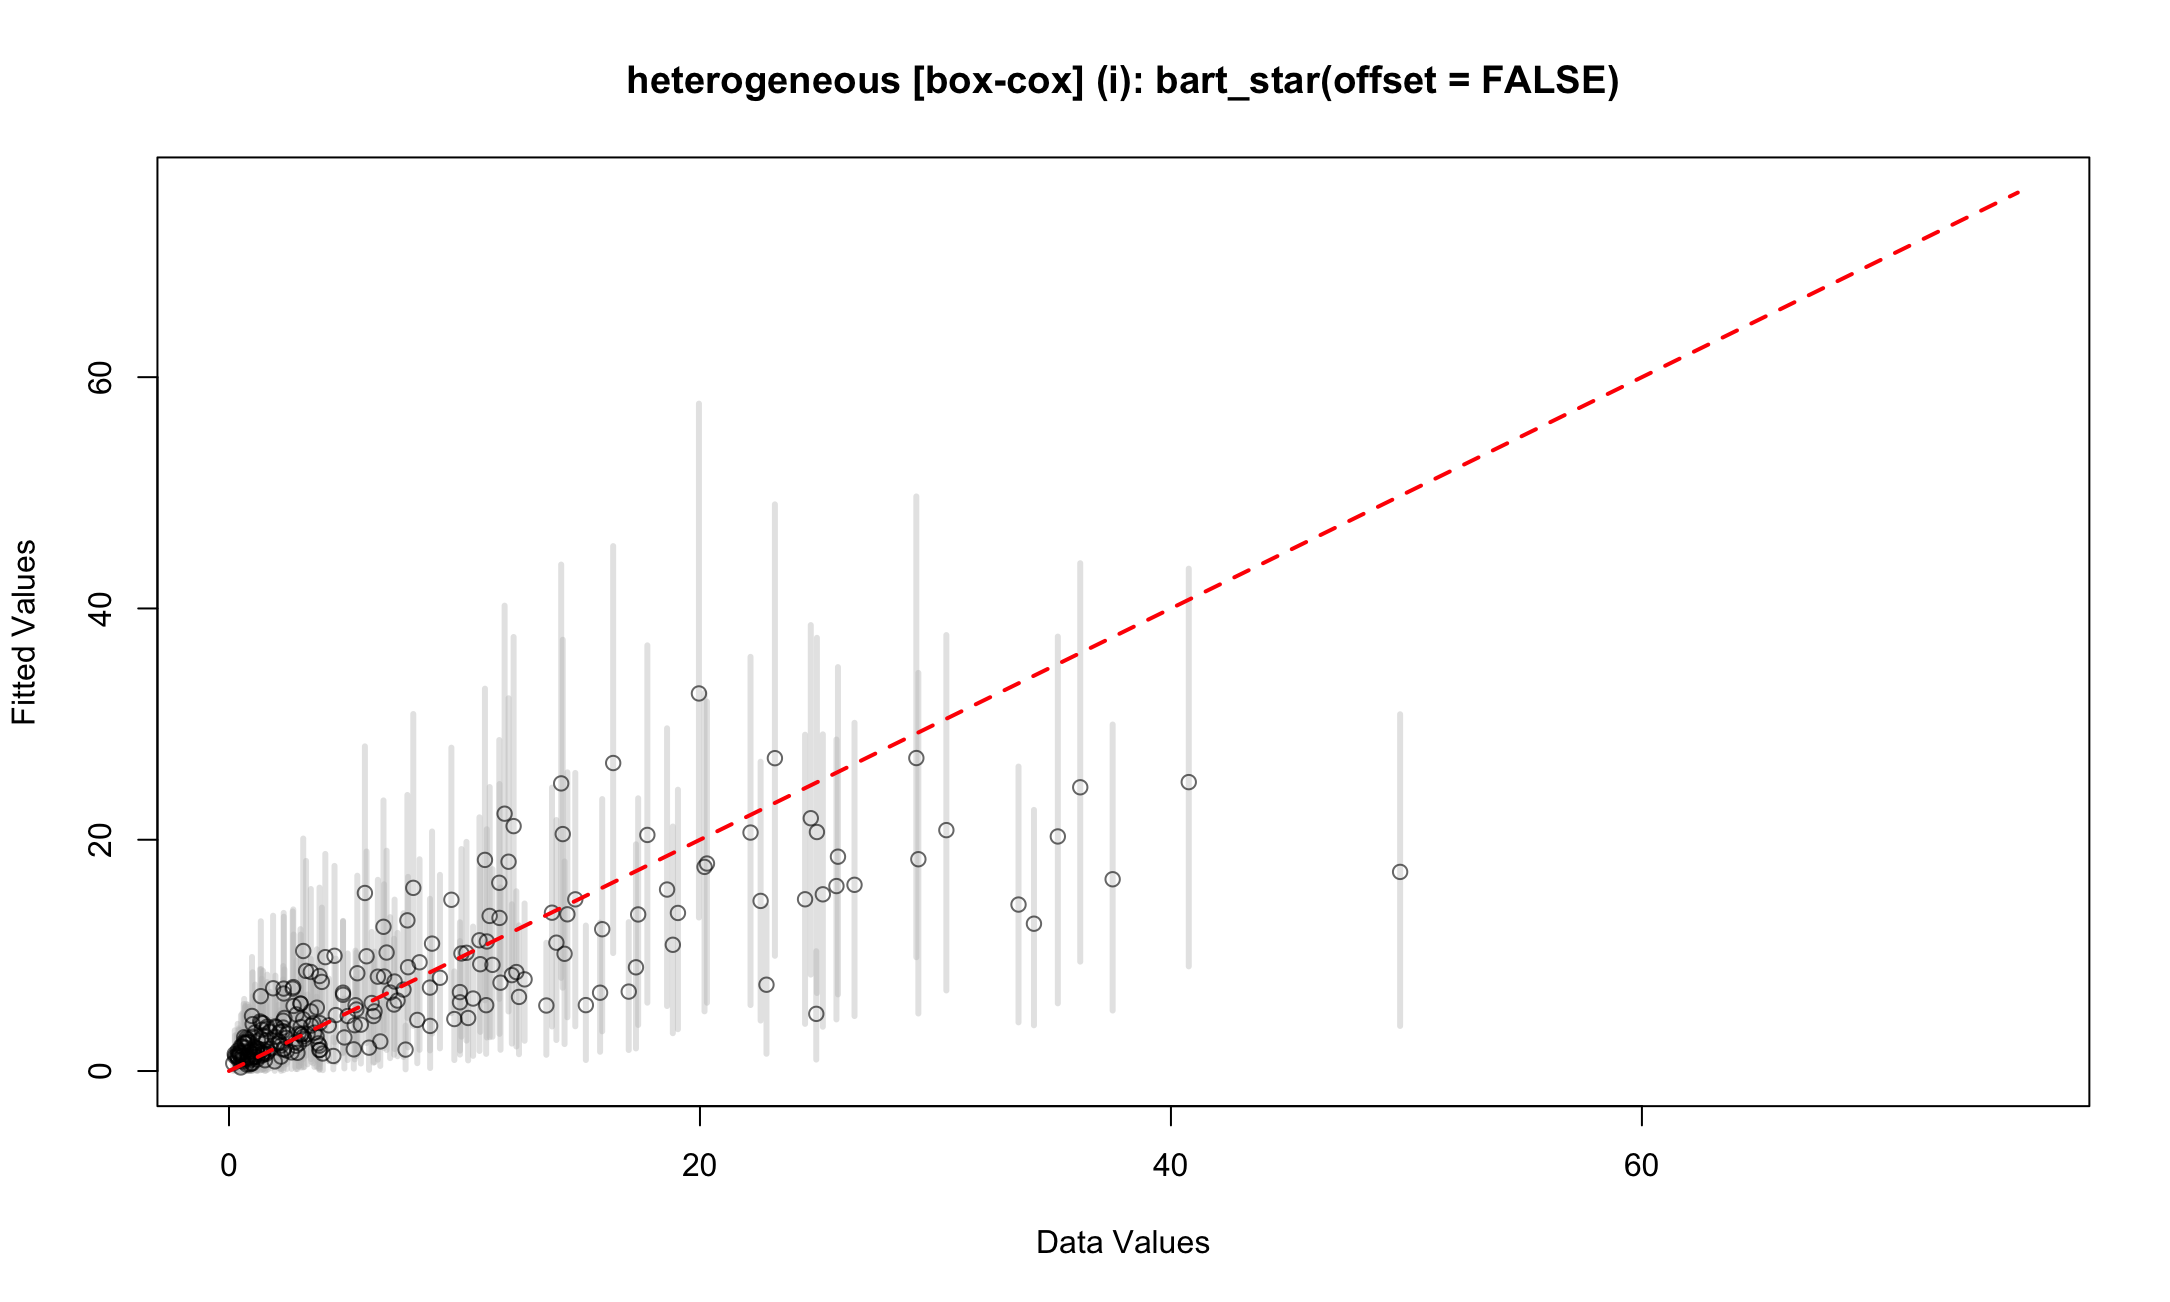 heterogeneous [box-cox] (i): bart_star(offset = FALSE)
Fitted Values
60
40
20
0
0 20 40 60
Data Values